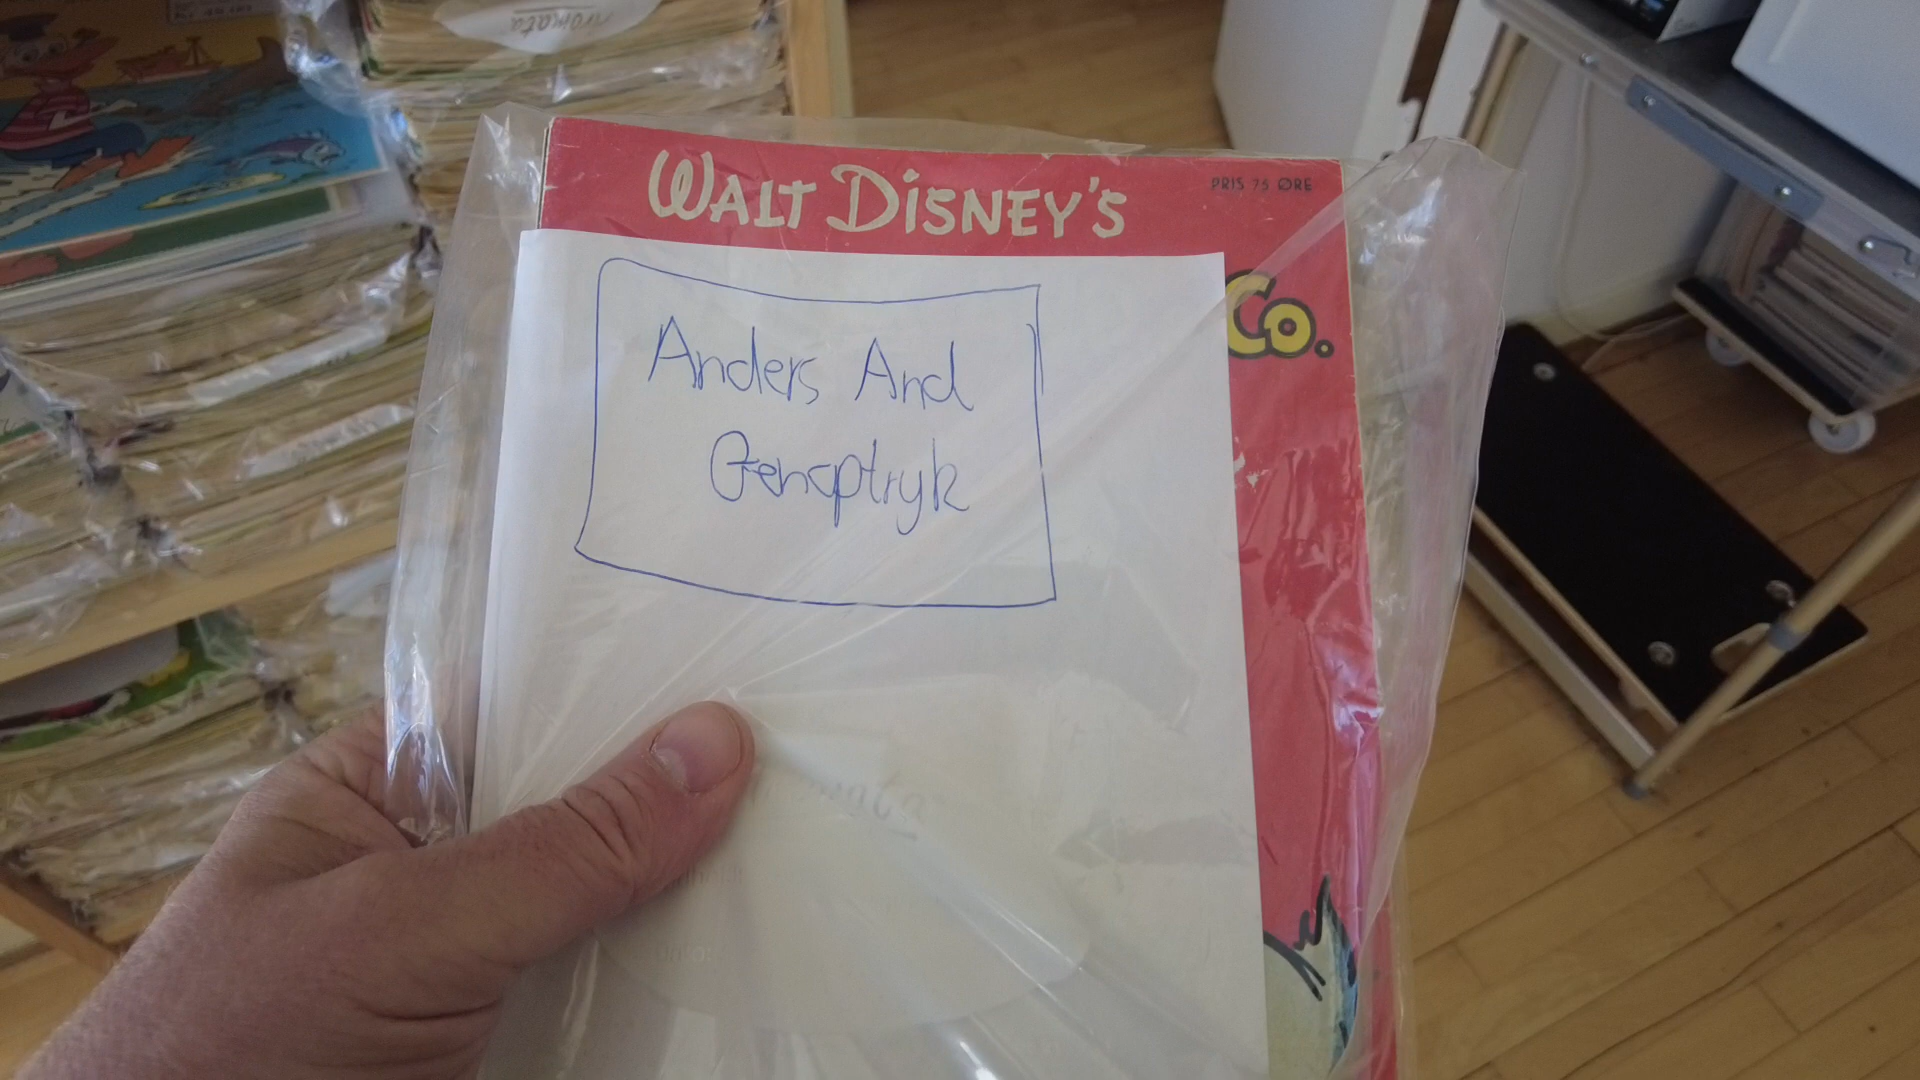 WALT DISNEY'S
PRIS 75 ØRE
Co.
Anders And
Genoptryk